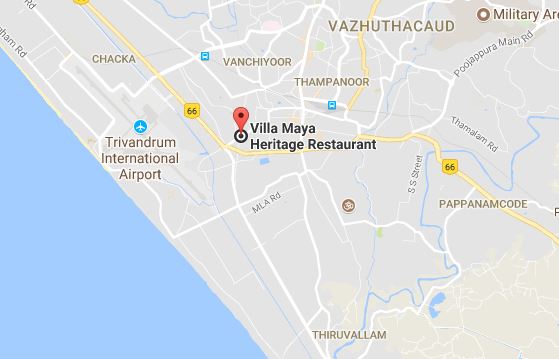 VAZHUTHACAUD
Military Are
Poojappura Main Rd
ham Rd
CHACKA
VANCHIYOOR
THAMPANOOR
66
Villa Maya
Heritage Restaurant
Trivandrum
International
Airport
Thamalam Rd
S S Street
66
MLA Rd
PAPPANAMCODE
P
THIRUVALLAM